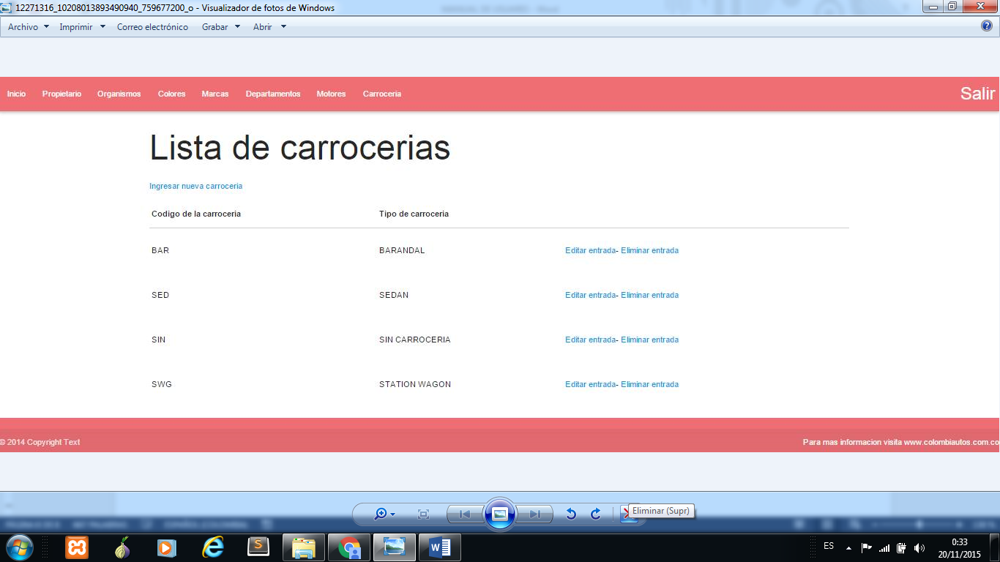 12271316_10208013893490940_759677200_o - Visualizador de fotos de Windows
Archivo Imprimir Correo electrónico Grabar Abrir
Inicio Propietario Organismos Colores Marcas Departamentos Motores Carroceria Salir
Lista de carrocerias
Ingresar nueva carroceria
Codigo de la carroceria Tipo de carroceria
BAR BARANDAL Editar entrada- Eliminar entrada
SED SEDAN Editar entrada- Eliminar entrada
SIN SIN CARROCERIA Editar entrada- Eliminar entrada
SWG STATION WAGON Editar entrada- Eliminar entrada
© 2014 Copyright Text Para mas informacion visita www.colombiautos.com.co
Eliminar (Supr)
ES 0:33
20/11/2015